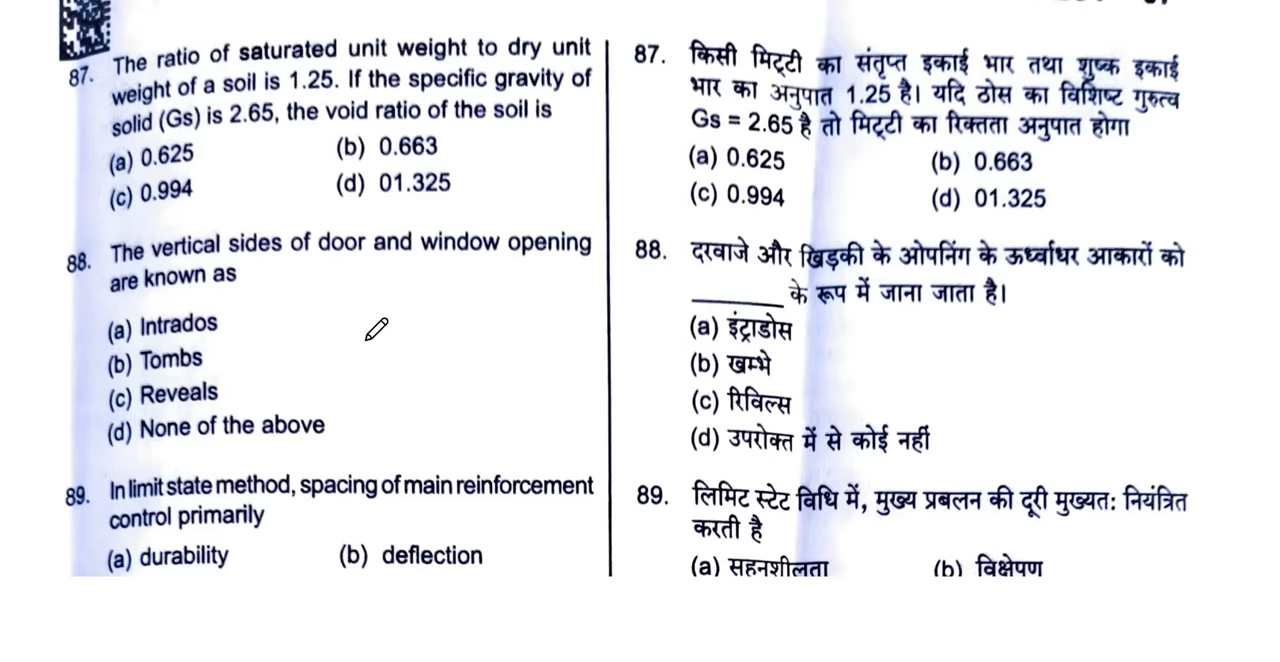 87. The ratio of saturated unit weight to dry unit
weight of a soil is 1.25. If the specific gravity of
solid (Gs) is 2.65, the void ratio of the soil is
(a) 0.625 (b) 0.663
(c) 0.994 (d) 01.325
88. The vertical sides of door and window opening
are known as
(a) Intrados
(b) Tombs
(c) Reveals
(d) None of the above
89. In limit state method, spacing of main reinforcement
control primarily
(a) durability (b) deflection
87. किसी मिट्टी का संतृप्त इकाई भार तथा शुष्क इकाई
भार का अनुपात 1.25 है। यदि ठोस का विशिष्ट गुरुत्व
Gs = 2.65 है तो मिट्टी का रिक्तता अनुपात होगा
(a) 0.625 (b) 0.663
(c) 0.994 (d) 01.325
88. दरवाजे और खिड़की के ओपनिंग के ऊर्ध्वाधर आकारों को
______ के रूप में जाना जाता है।
(a) इंट्राडोस
(b) खम्भे
(c) रिविल्स
(d) उपरोक्त में से कोई नहीं
89. लिमिट स्टेट विधि में, मुख्य प्रबलन की दूरी मुख्यतः नियंत्रित
करती है
(a) सहनशीलता (b) विक्षेपण